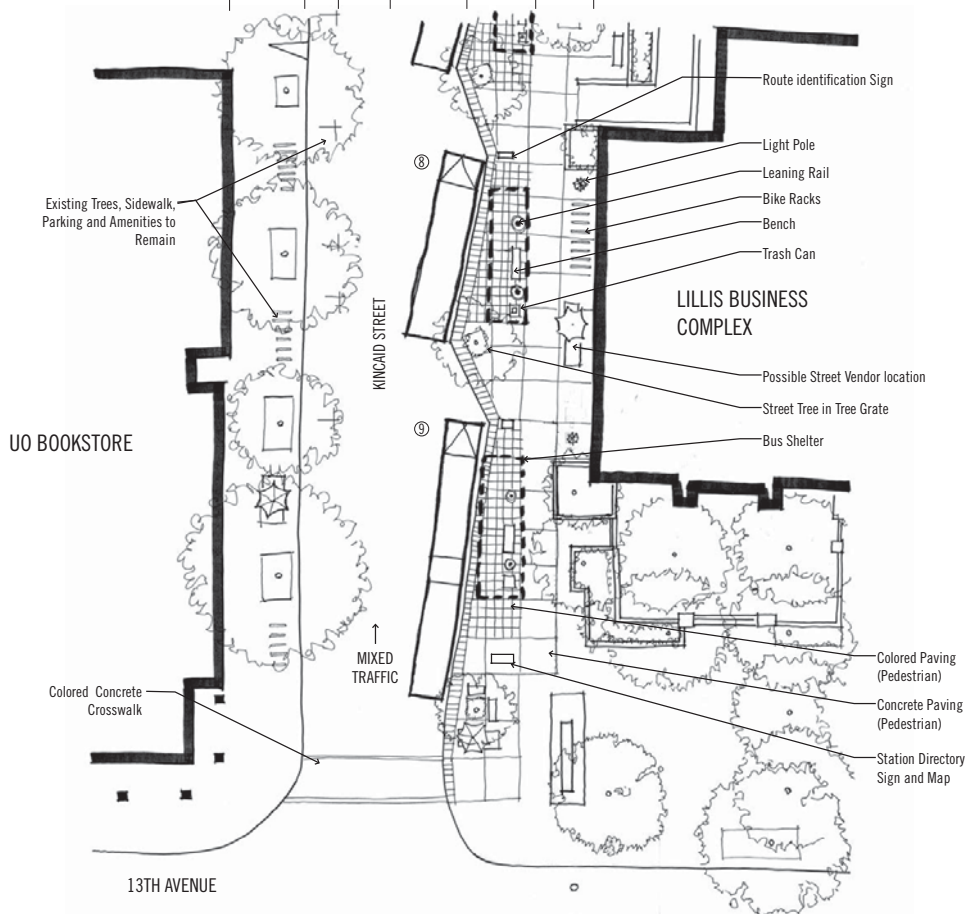 Route identification Sign
Light Pole
Leaning Rail
Bike Racks
Bench
Trash Can
LILLIS BUSINESS
COMPLEX
Possible Street Vendor location
Street Tree in Tree Grate
Bus Shelter
Existing Trees, Sidewalk,
Parking and Amenities to
Remain
KINCAID STREET
8
9
UO BOOKSTORE
MIXED
TRAFFIC
Colored Concrete
Crosswalk
Colored Paving
(Pedestrian)
Concrete Paving
(Pedestrian)
Station Directory
Sign and Map
13TH AVENUE